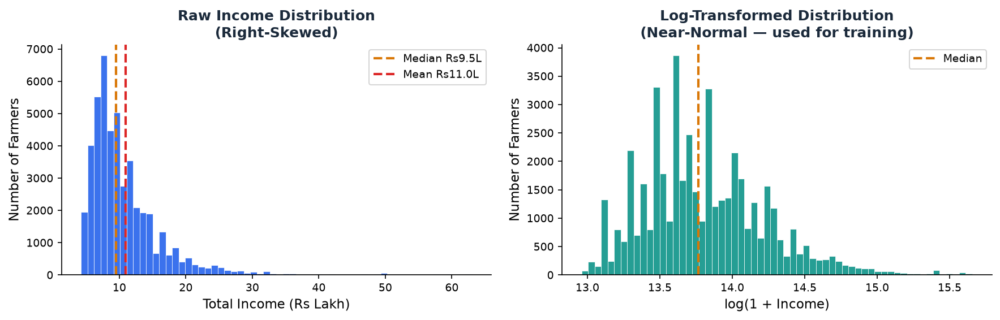 Raw Income Distribution
(Right-Skewed)
7000
6000
5000
4000
3000
2000
1000
0
Number of Farmers
Median Rs9.5L
Mean Rs11.0L
10 20 30 40 50 60
Total Income (Rs Lakh)
Log-Transformed Distribution
(Near-Normal — used for training)
4000
3500
3000
2500
2000
1500
1000
500
0
Number of Farmers
Median
13.0 13.5 14.0 14.5 15.0 15.5
log(1 + Income)